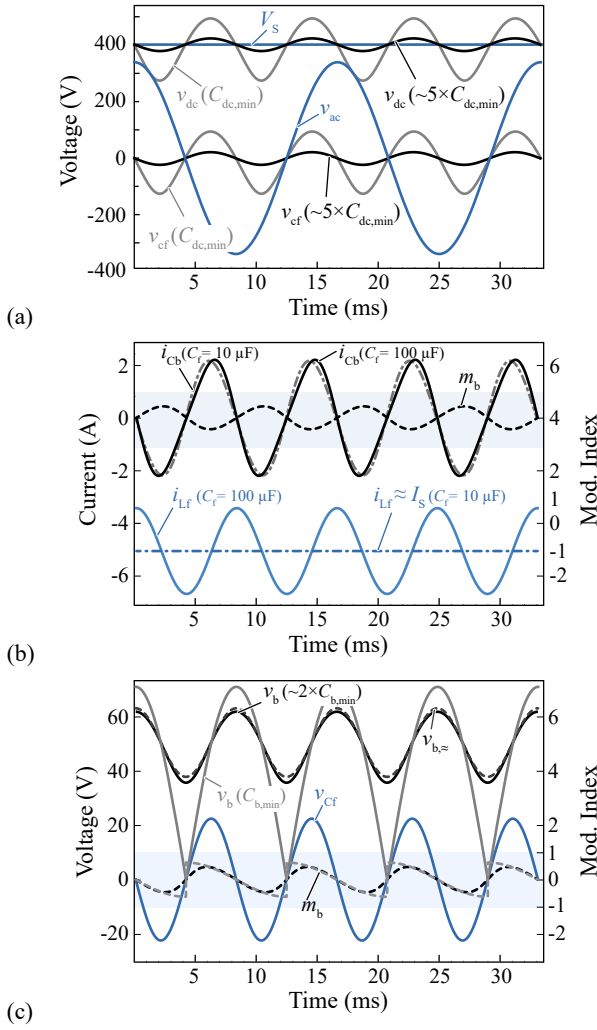 V_S
400
200
0
-200
-400
Voltage (V)
v_dc (C_dc,min)
v_dc (~5×C_dc,min)
v_ac
v_cf (~5×C_dc,min)
v_cf (C_dc,min)
5 10 15 20 25 30
Time (ms)
(a)
i_Cb (C_f = 10 µF)
i_Cb (C_f = 100 µF)
m_b
2
0
-2
-4
-6
Current (A)
6
4
2
1
0
-1
-2
Mod. Index
i_Lf (C_f = 100 µF)
i_Lf ≈ I_S (C_f = 10 µF)
5 10 15 20 25 30
Time (ms)
(b)
v_b (~2×C_b,min)
v_b,≈
v_b (C_b,min)
v_Cf
m_b
60
40
20
0
-20
Voltage (V)
6
4
3
2
1
0
-1
-2
Mod. Index
5 10 15 20 25 30
Time (ms)
(c)